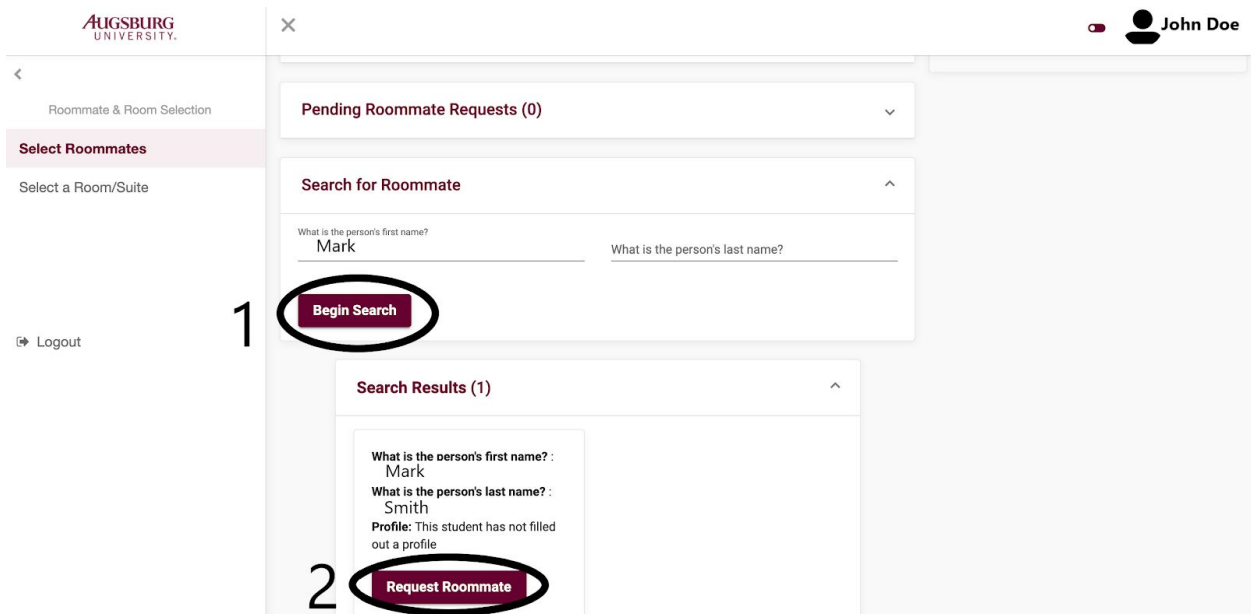 AUGSBURG
UNIVERSITY.
John Doe
Roommate & Room Selection
Select Roommates
Select a Room/Suite
Logout
Pending Roommate Requests (0)
Search for Roommate
What is the person's first name?
Mark
What is the person's last name?
1
Begin Search
Search Results (1)
What is the person's first name? :
Mark
What is the person's last name? :
Smith
Profile: This student has not filled
out a profile
2
Request Roommate